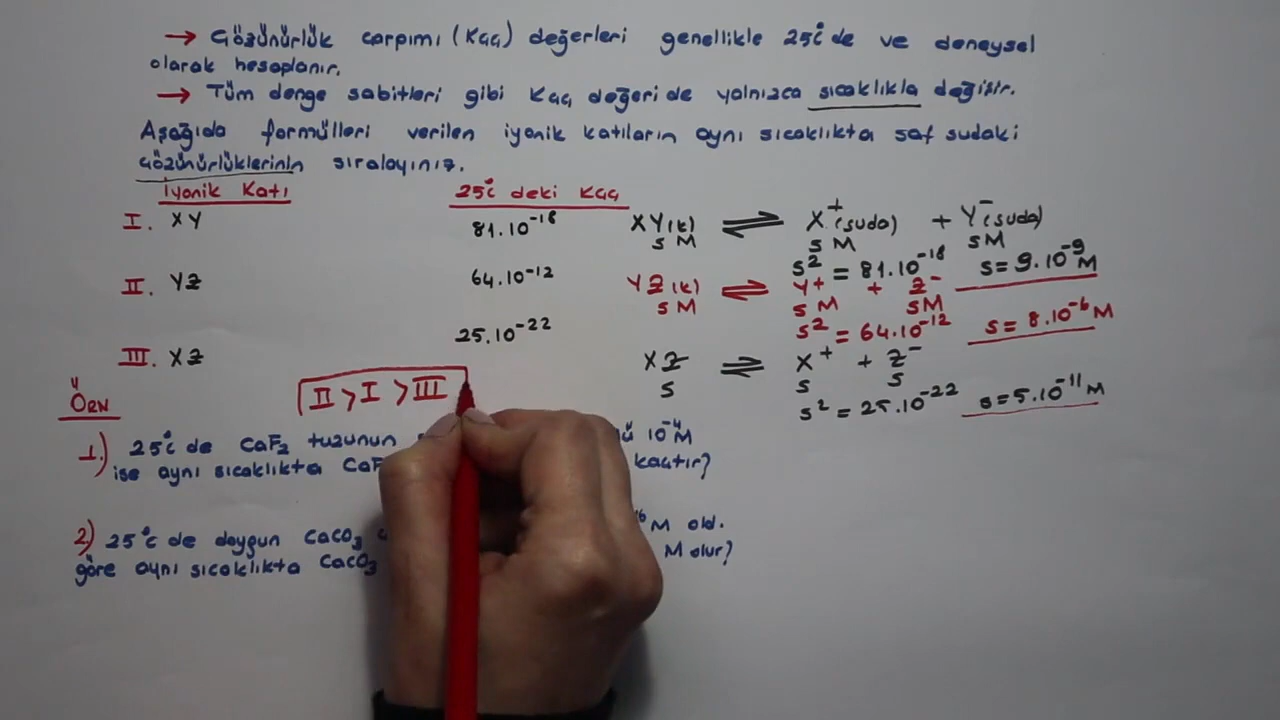 → Çözünürlük çarpımı (Kçç) değerleri genellikle 25°C de ve deneysel
olarak hesaplanır.
→ Tüm denge sabitleri gibi Kçç değeri de yalnızca sıcaklıkla değişir.
Aşağıda formülleri verilen iyonik katıların aynı sıcaklıkta saf sudaki
çözünürlüklerinin sıralayınız.
İyonik Katı 25°C deki Kçç
I. XY 81.10⁻¹⁸
II. YZ 64.10⁻¹²
III. XZ 25.10⁻²²
II > I > III
XY(k) ⇌ X⁺(suda) + Y⁻(suda)
s M s M s M
s² = 81.10⁻¹⁸ s = 9.10⁻⁹ M
YZ(k) ⇌ Y⁺ + Z⁻
s M s M s M
s² = 64.10⁻¹² s = 8.10⁻⁶ M
XZ ⇌ X⁺ + Z⁻
s s s
s² = 25.10⁻²² s = 5.10⁻¹¹ M
ÖRN
1) 25°C de CaF₂ tuzunun 10⁻⁴ M
ise aynı sıcaklıkta kaçtır?
2) 25°C de doygun CaCO₃ M old.
göre aynı sıcaklıkta CaCO₃ M olur?